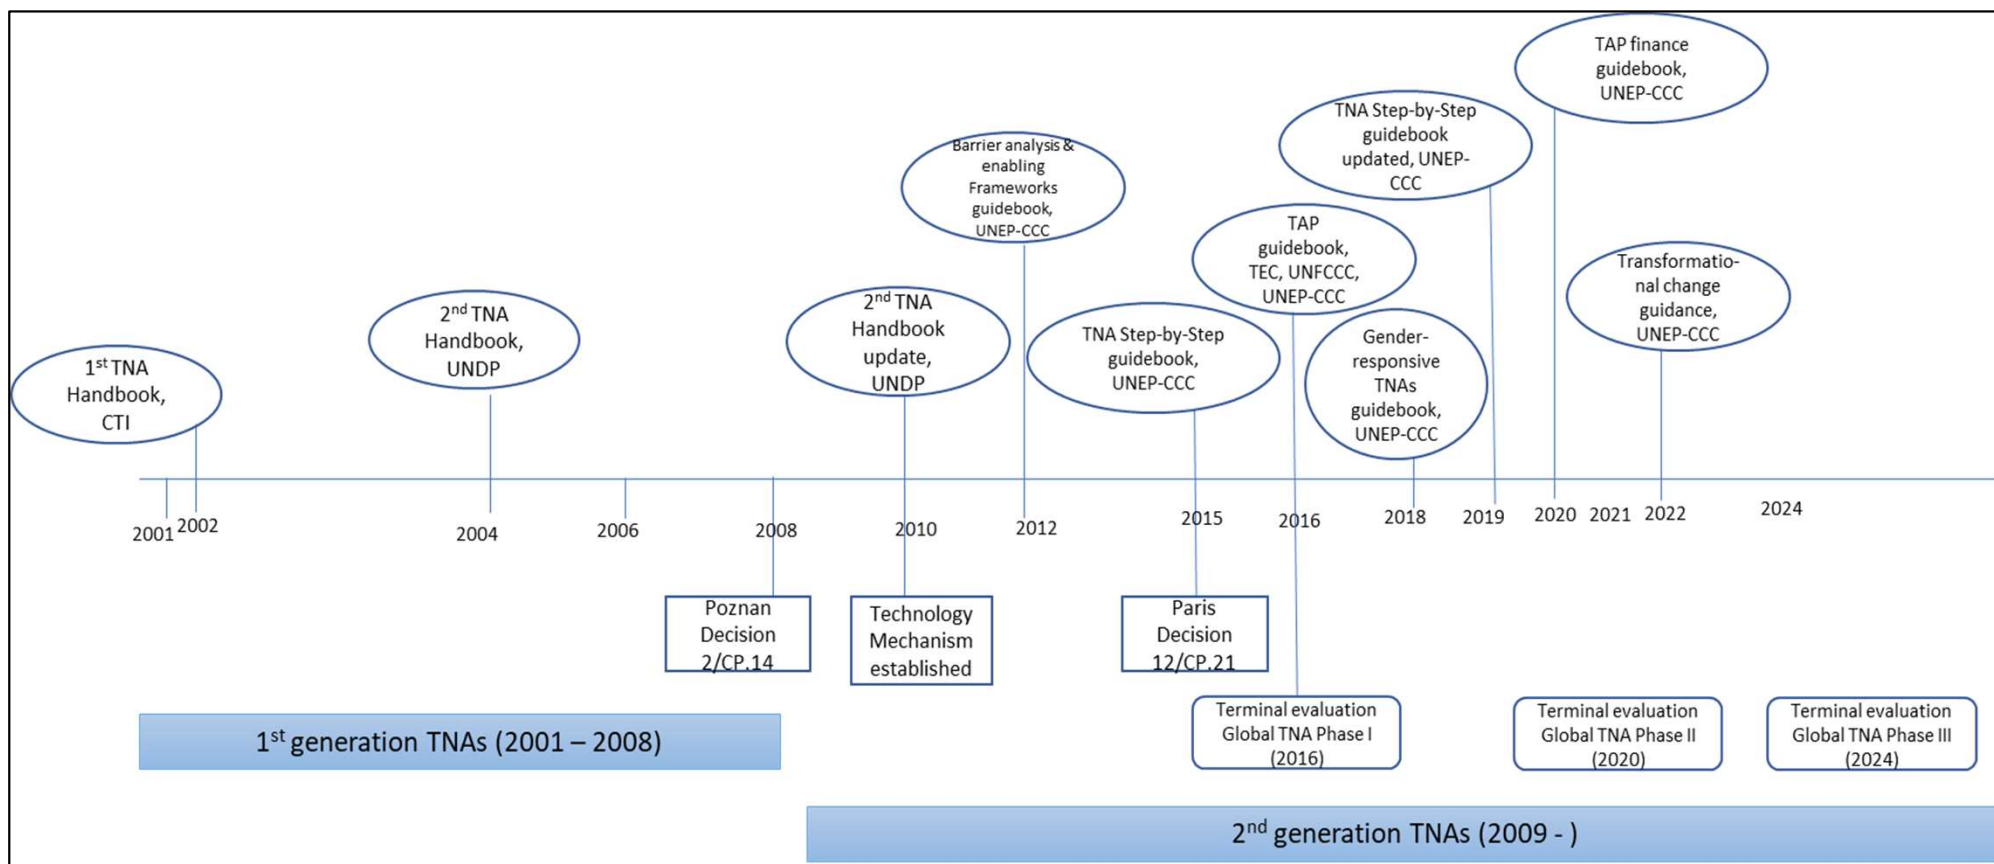 TAP finance
guidebook,
UNEP-CCC
TNA Step-by-Step
guidebook
updated, UNEP-
CCC
Barrier analysis &
enabling
Frameworks
guidebook,
UNEP-CCC
TAP
guidebook,
TEC, UNFCCC,
UNEP-CCC
Transformatio-
nal change
guidance,
UNEP-CCC
2nd TNA
Handbook,
UNDP
2nd TNA
Handbook
update,
UNDP
TNA Step-by-Step
guidebook,
UNEP-CCC
Gender-
responsive
TNAs
guidebook,
UNEP-CCC
1st TNA
Handbook,
CTI
2001
2002
2004
2006
2008
2010
2012
2015
2016
2018
2019
2020
2021
2022
2024
Poznan
Decision
2/CP.14
Technology
Mechanism
established
Paris
Decision
12/CP.21
Terminal evaluation
Global TNA Phase I
(2016)
Terminal evaluation
Global TNA Phase II
(2020)
Terminal evaluation
Global TNA Phase III
(2024)
1st generation TNAs (2001 – 2008)
2nd generation TNAs (2009 - )